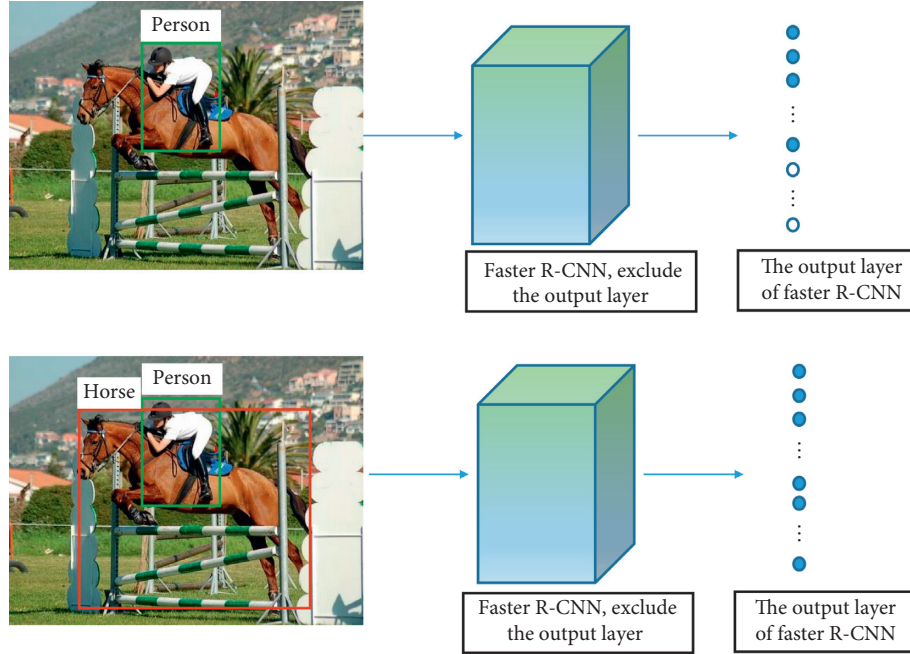 Person
Faster R-CNN, exclude
the output layer
The output layer
of faster R-CNN
Horse
Person
Faster R-CNN, exclude
the output layer
The output layer
of faster R-CNN